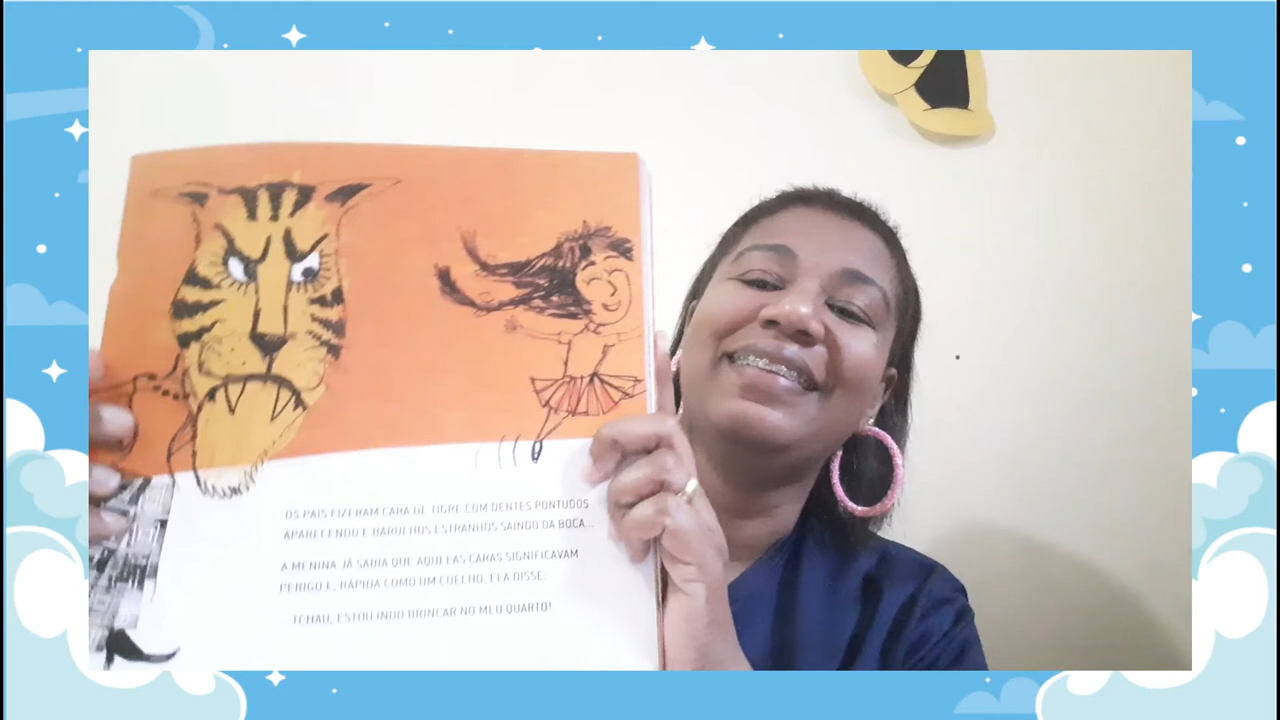 OS PAIS FIZERAM CARA DE TIGRE COM DENTES PONTUDOS
APARECENDO E BARULHOS ESTRANHOS SAINDO DA BOCA...
A MENINA JÁ SABIA QUE AQUELAS CARAS SIGNIFICAVAM
PERIGO E, RÁPIDA COMO UM COELHO, ELA DISSE:
_TCHAU, ESTOU INDO BRINCAR NO MEU QUARTO!